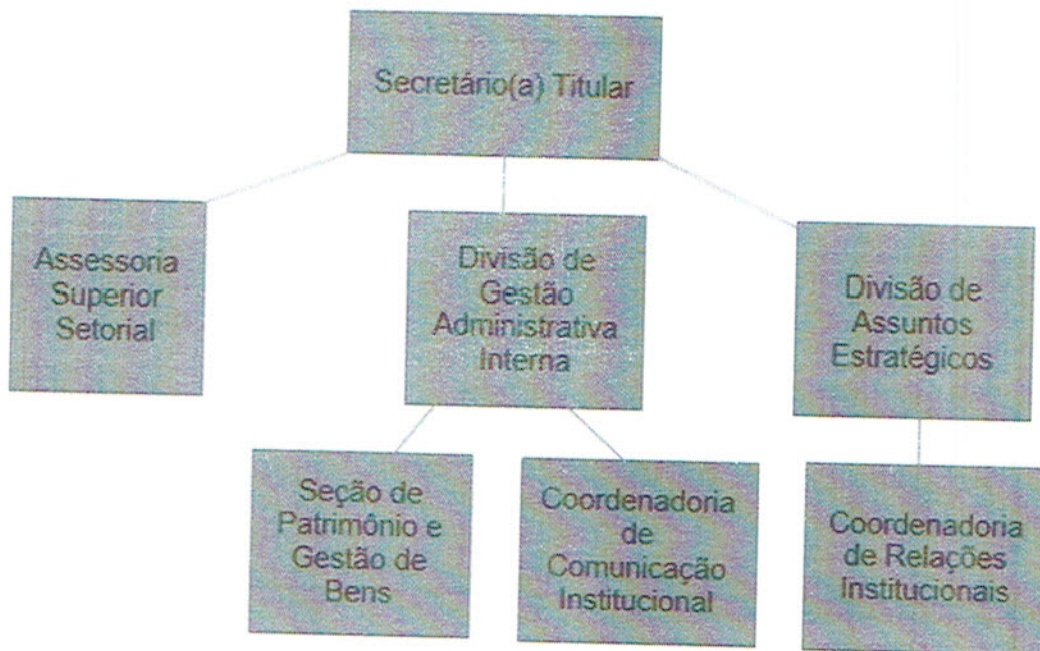 Secretário(a) Titular
Assessoria
Superior
Setorial
Divisão de
Gestão
Administrativa
Interna
Divisão de
Assuntos
Estratégicos
Seção de
Patrimônio e
Gestão de
Bens
Coordenadoria
de
Comunicação
Institucional
Coordenadoria
de Relações
Institucionais